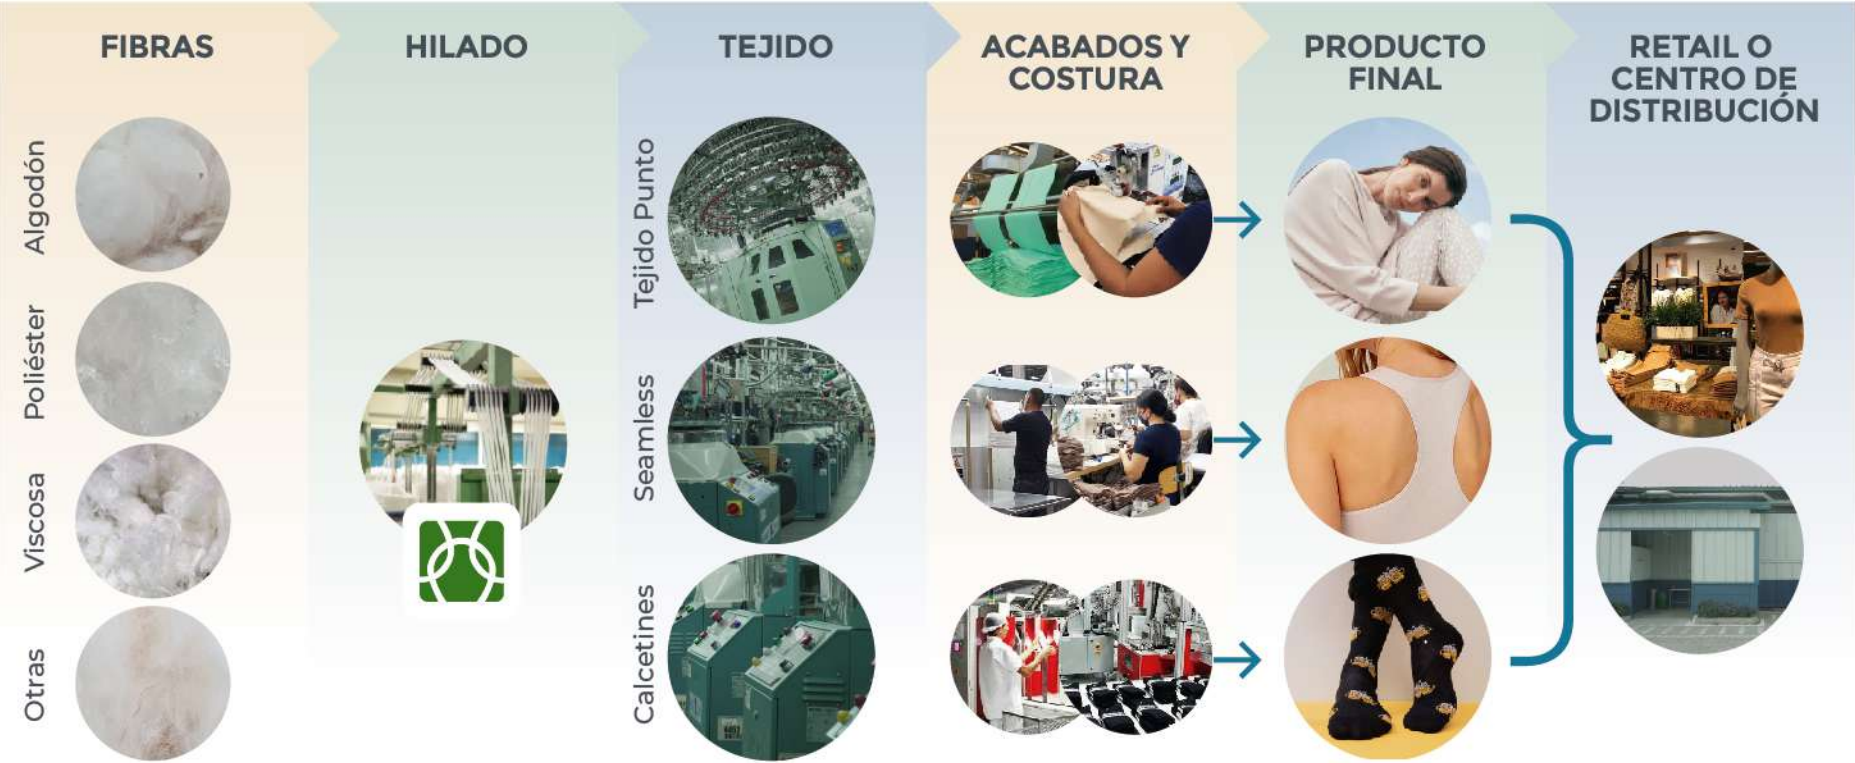 FIBRAS
HILADO
TEJIDO
ACABADOS Y
COSTURA
PRODUCTO
FINAL
RETAIL O
CENTRO DE
DISTRIBUCIÓN
Algodón
Poliéster
Viscosa
Otras
Tejido Punto
Seamless
Calcetines